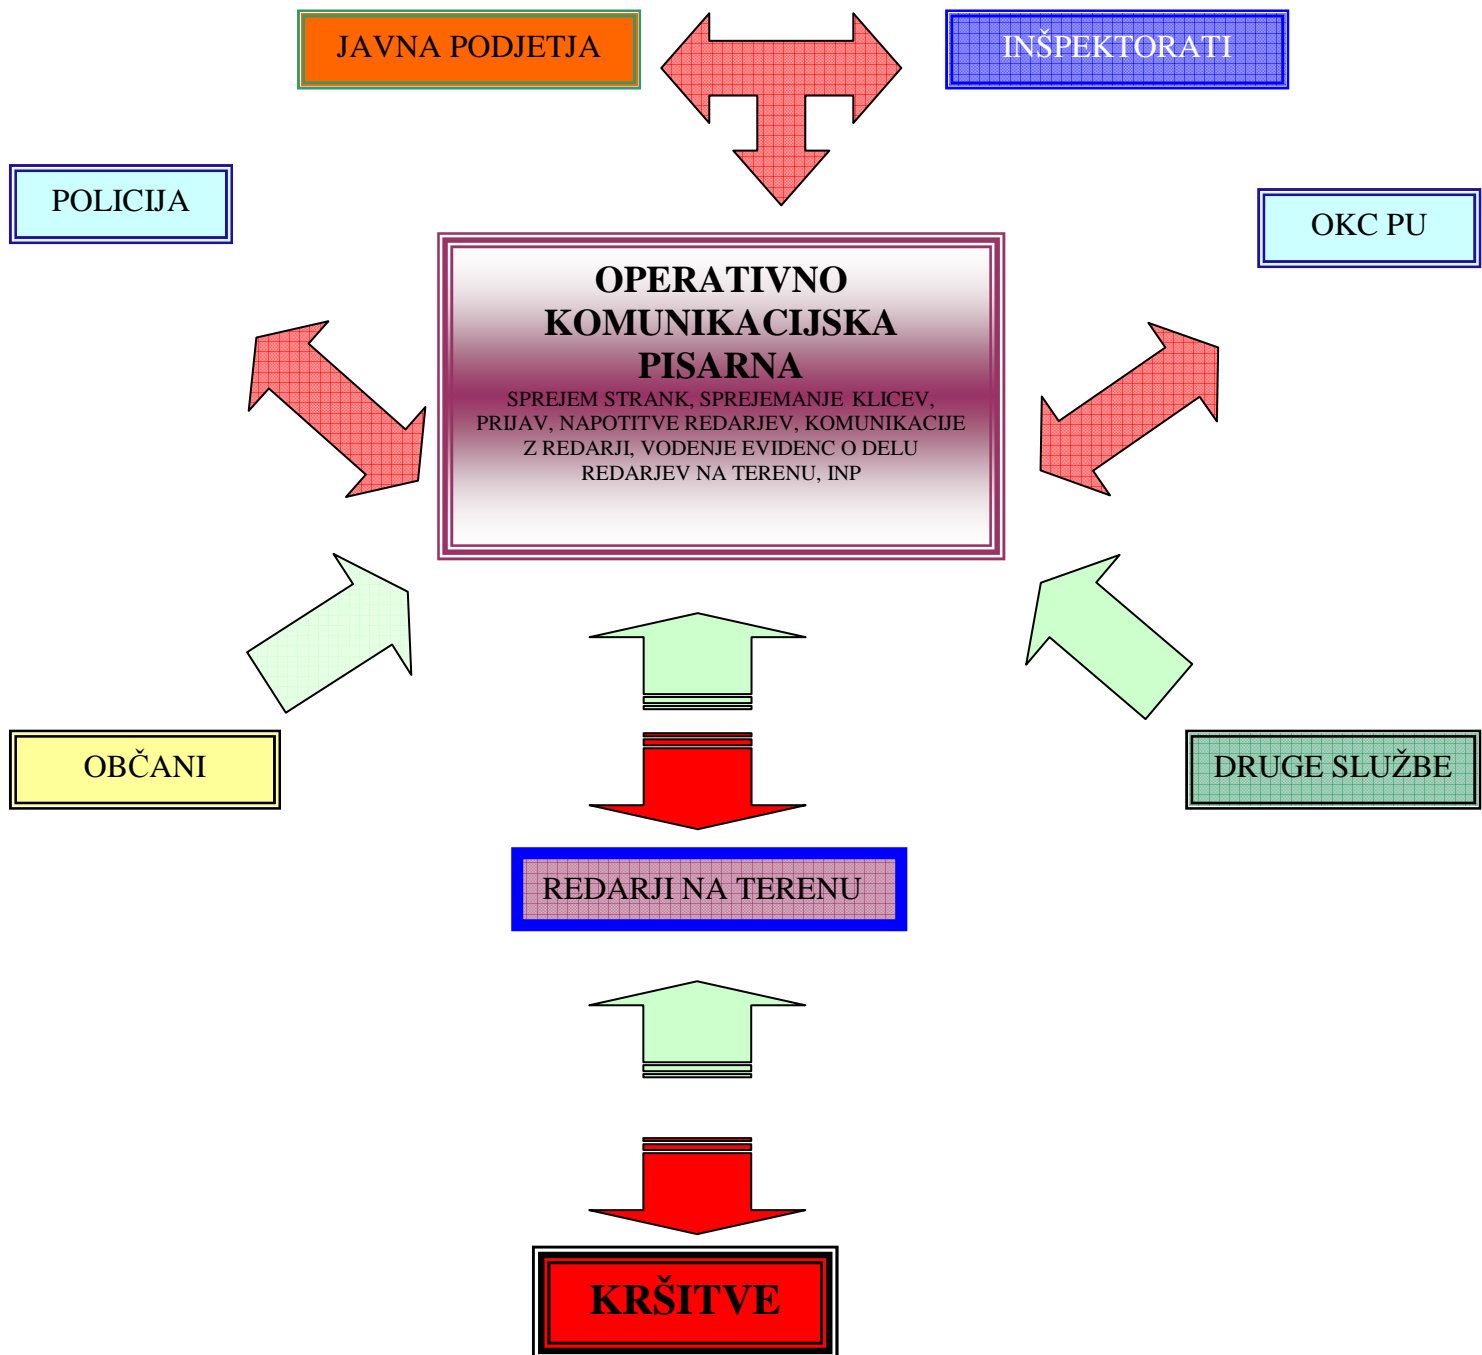 JAVNA PODJETJA
INŠPEKTORATI
POLICIJA
OKC PU
OPERATIVNO
KOMUNIKACIJSKA
PISARNA
SPREJEM STRANK, SPREJEMANJE KLICEV,
PRIJAV, NAPOTITVE REDARJEV, KOMUNIKACIJE
Z REDARJI, VODENJE EVIDENC O DELU
REDARJEV NA TERENU, INP
OBČANI
DRUGE SLUŽBE
REDARJI NA TERENU
KRŠITVE